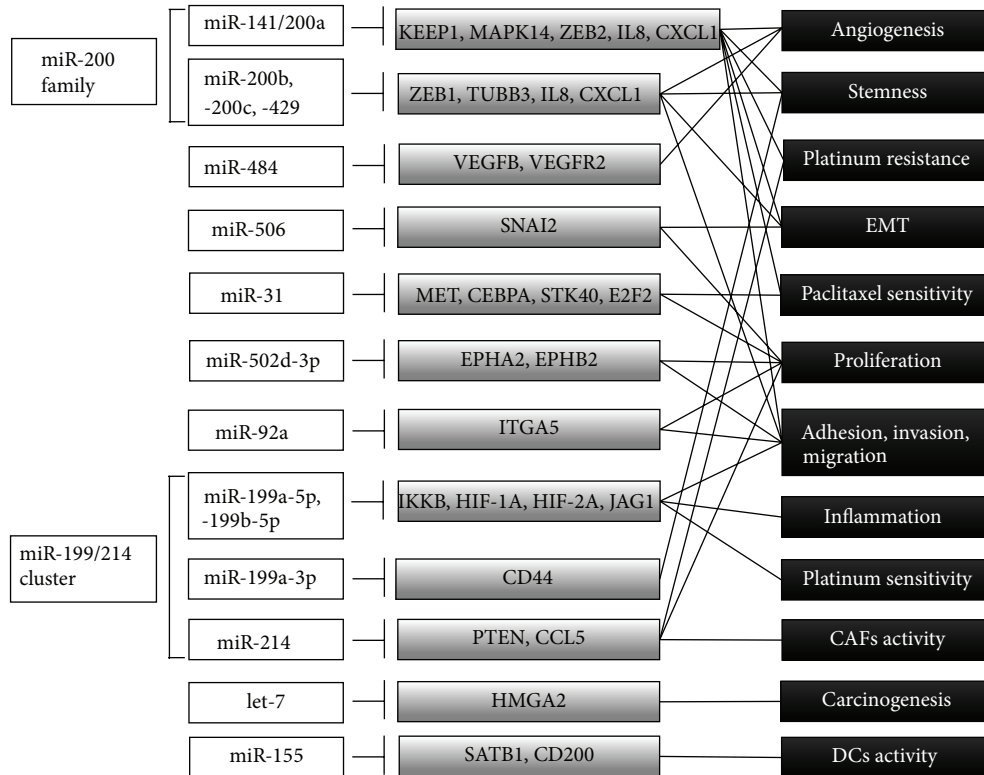 miR-200
family
miR-141/200a
KEEP1, MAPK14, ZEB2, IL8, CXCL1
Angiogenesis
miR-200b,
-200c, -429
ZEB1, TUBB3, IL8, CXCL1
Stemness
miR-484
VEGFB, VEGFR2
Platinum resistance
miR-506
SNAI2
EMT
miR-31
MET, CEBPA, STK40, E2F2
Paclitaxel sensitivity
miR-502d-3p
EPHA2, EPHB2
Proliferation
miR-92a
ITGA5
Adhesion, invasion,
migration
miR-199/214
cluster
miR-199a-5p,
-199b-5p
IKKB, HIF-1A, HIF-2A, JAG1
Inflammation
miR-199a-3p
CD44
Platinum sensitivity
miR-214
PTEN, CCL5
CAFs activity
let-7
HMGA2
Carcinogenesis
miR-155
SATB1, CD200
DCs activity